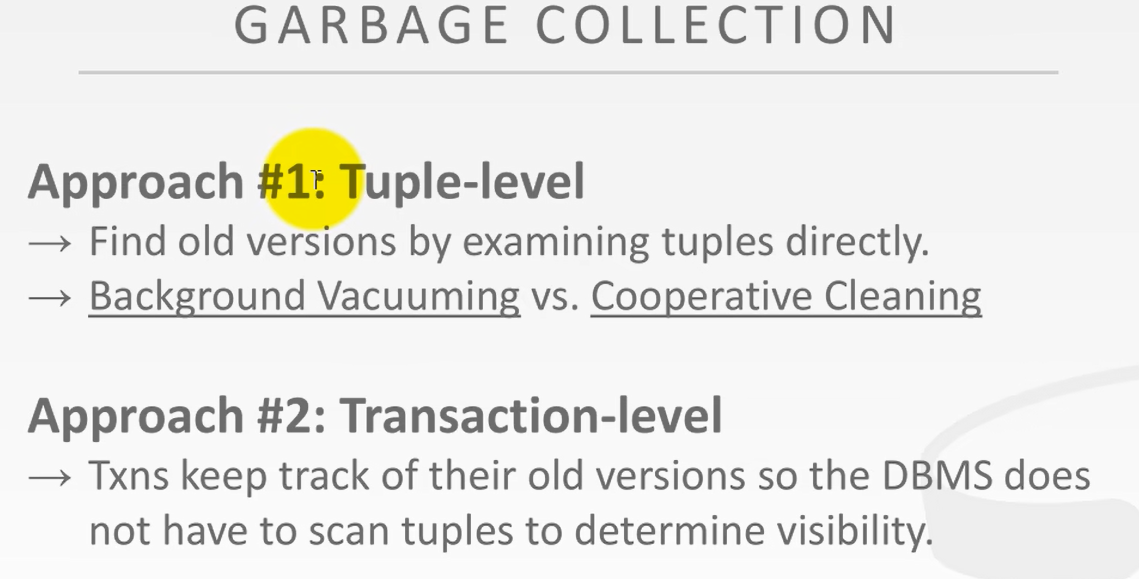 GARBAGE COLLECTION
Approach #1: Tuple-level
→ Find old versions by examining tuples directly.
→ Background Vacuuming vs. Cooperative Cleaning
Approach #2: Transaction-level
→ Txns keep track of their old versions so the DBMS does
not have to scan tuples to determine visibility.